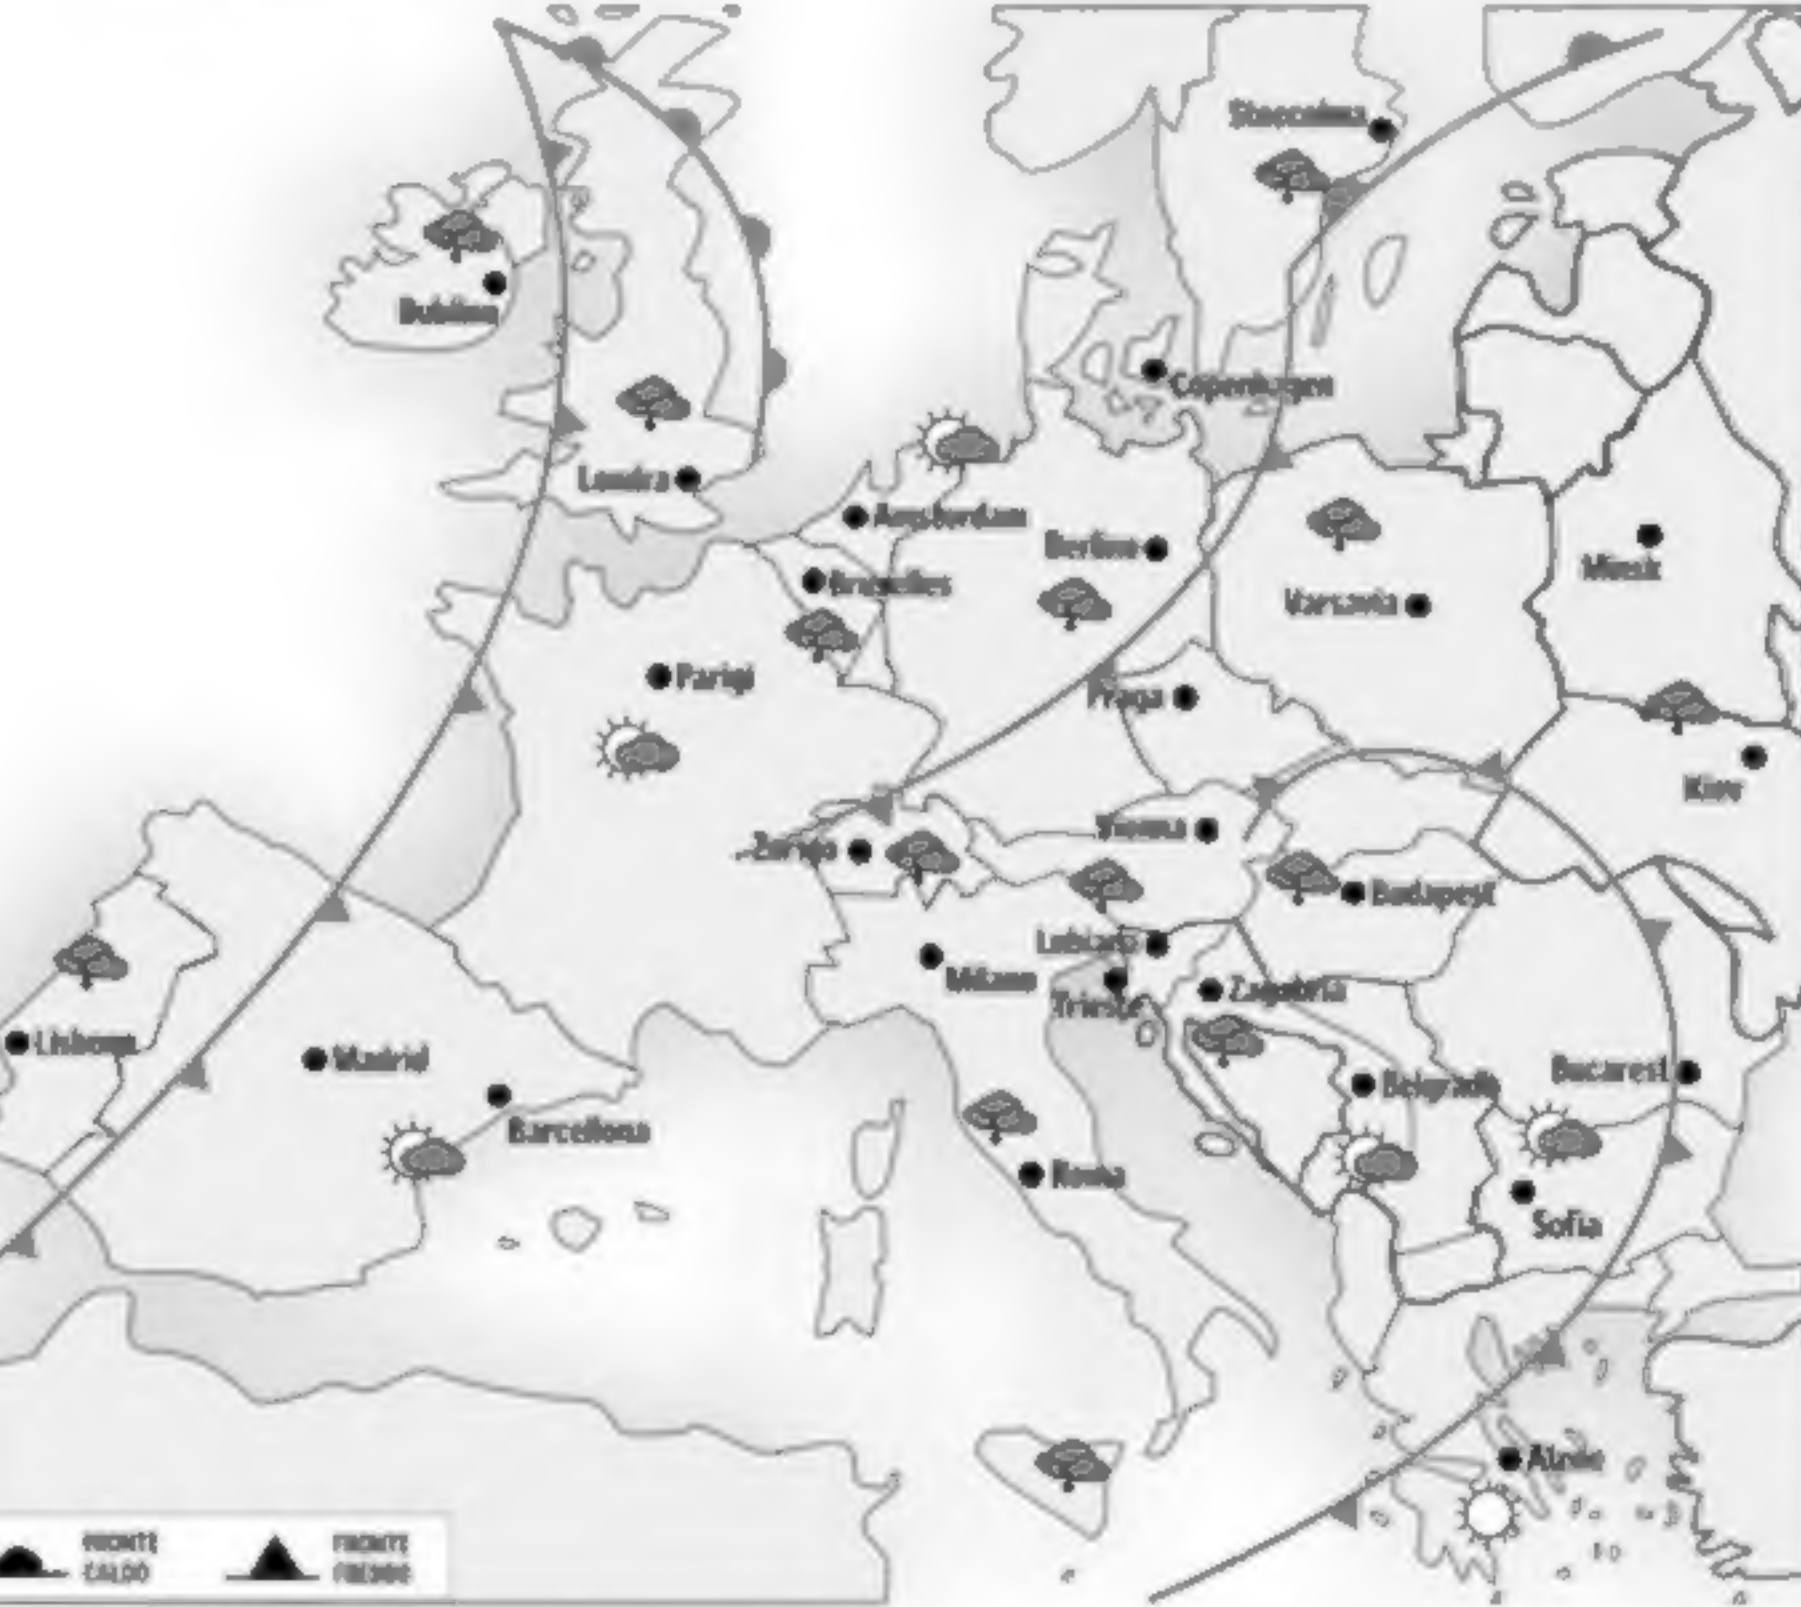 Stoccolma
Dublino
Copenhagen
Londra
Amsterdam
Berlino
Bruxelles
Minsk
Varsavia
Parigi
Praga
Kiev
Vienna
Zurigo
Budapest
Lubiana
Milano
Zagabria
Trieste
Lisbona
Madrid
Belgrado
Bucarest
Barcellona
Roma
Sofia
Atene
FRONTE
CALDO
FRONTE
FREDDO